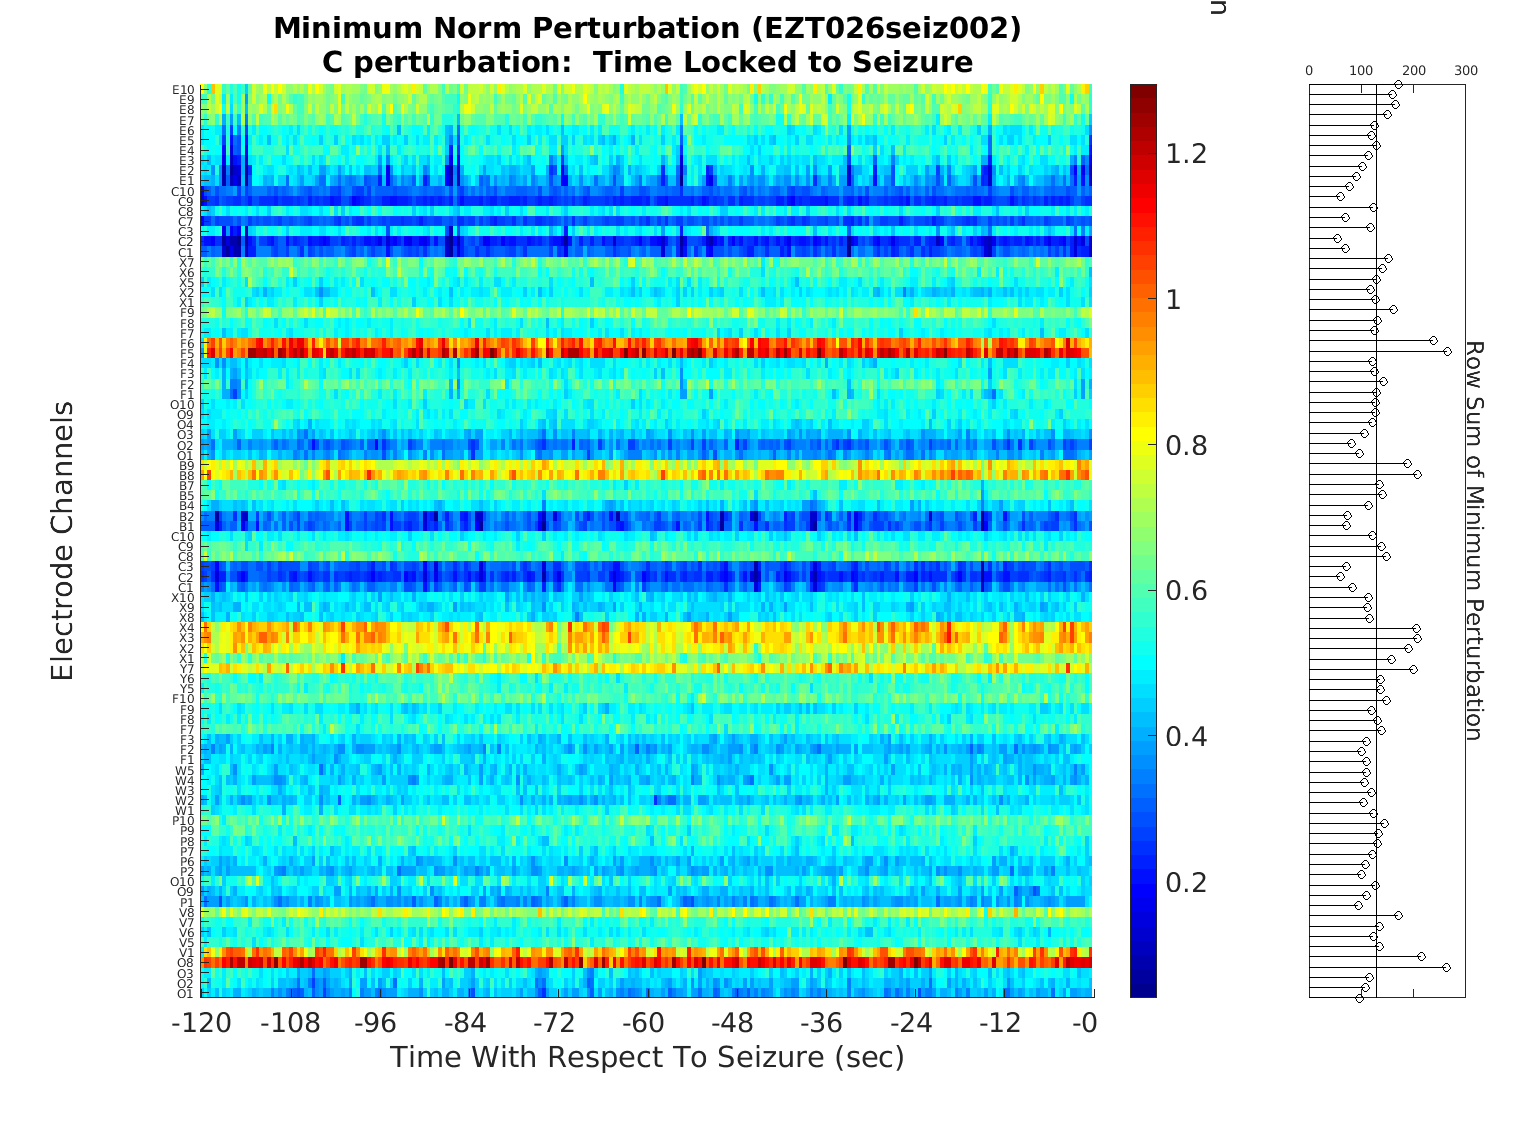 Minimum Norm Perturbation (EZT026seiz002)
C perturbation:  Time Locked to Seizure
n
Electrode Channels
E10
E9
E8
E7
E6
E5
E4
E3
E2
E1
C10
C9
C8
C7
C3
C2
C1
X7
X6
X5
X2
X1
F9
F8
F7
F6
F5
F4
F3
F2
F1
O10
O9
O4
O3
O2
O1
B9
B8
B7
B5
B4
B2
B1
C10
C9
C8
C3
C2
C1
X10
X9
X8
X4
X3
X2
X1
Y7
Y6
Y5
F10
F9
F8
F7
F3
F2
F1
W5
W4
W3
W2
W1
P10
P9
P8
P7
P6
P2
O10
O9
P1
V8
V7
V6
V5
V1
O8
O3
O2
O1
-120 -108 -96 -84 -72 -60 -48 -36 -24 -12 -0
Time With Respect To Seizure (sec)
1.2
1
0.8
0.6
0.4
0.2
0 100 200 300
Row Sum of Minimum Perturbation